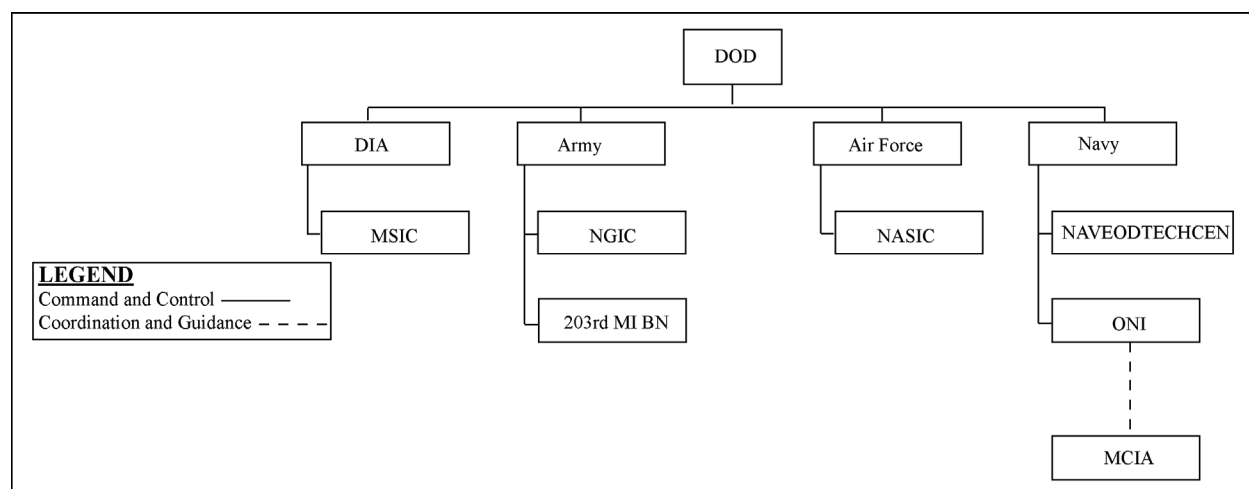 DOD
DIA
Army
Air Force
Navy
MSIC
NGIC
NASIC
NAVEODTECHCEN
LEGEND
Command and Control
Coordination and Guidance
203rd MI BN
ONI
MCIA